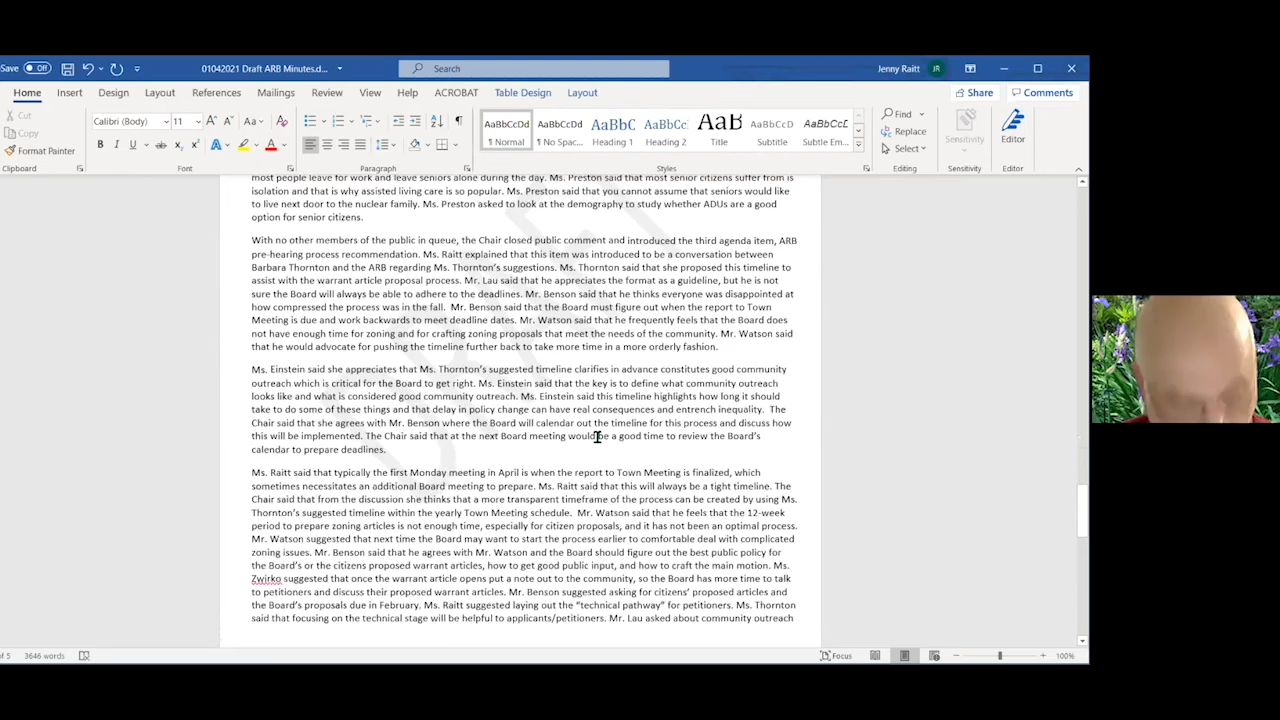 Save Off 01042021 Draft ARB Minutes.d... Search Jenny Raitt JR
Home Insert Design Layout References Mailings Review View Help ACROBAT Table Design Layout Share Comments
Cut
Copy
Format Painter
Calibri (Body) 11
AaBbCcDd AaBbCcDd AaBbC AaBbCc AaB AaBbCcD AaBbCcL
¶ Normal ¶ No Spac... Heading 1 Heading 2 Title Subtitle Subtle Em...
Find
Replace
Select
Sensitivity
Editor
Clipboard Font Paragraph Styles Editing Sensitivity Editor
most people leave for work and leave seniors alone during the day. Ms. Preston said that most senior citizens suffer from is
isolation and that is why assisted living care is so popular. Ms. Preston said that you cannot assume that seniors would like
to live next door to the nuclear family. Ms. Preston asked to look at the demography to study whether ADUs are a good
option for senior citizens.
With no other members of the public in queue, the Chair closed public comment and introduced the third agenda item, ARB
pre-hearing process recommendation. Ms. Raitt explained that this item was introduced to be a conversation between
Barbara Thornton and the ARB regarding Ms. Thornton's suggestions. Ms. Thornton said that she proposed this timeline to
assist with the warrant article proposal process. Mr. Lau said that he appreciates the format as a guideline, but he is not
sure the Board will always be able to adhere to the deadlines. Mr. Benson said that he thinks everyone was disappointed at
how compressed the process was in the fall. Mr. Benson said that the Board must figure out when the report to Town
Meeting is due and work backwards to meet deadline dates. Mr. Watson said that he frequently feels that the Board does
not have enough time for zoning and for crafting zoning proposals that meet the needs of the community. Mr. Watson said
that he would advocate for pushing the timeline further back to take more time in a more orderly fashion.
Ms. Einstein said she appreciates that Ms. Thornton's suggested timeline clarifies in advance constitutes good community
outreach which is critical for the Board to get right. Ms. Einstein said that the key is to define what community outreach
looks like and what is considered good community outreach. Ms. Einstein said this timeline highlights how long it should
take to do some of these things and that delay in policy change can have real consequences and entrench inequality. The
Chair said that she agrees with Mr. Benson where the Board will calendar out the timeline for this process and discuss how
this will be implemented. The Chair said that at the next Board meeting would be a good time to review the Board's
calendar to prepare deadlines.
Ms. Raitt said that typically the first Monday meeting in April is when the report to Town Meeting is finalized, which
sometimes necessitates an additional Board meeting to prepare. Ms. Raitt said that this will always be a tight timeline. The
Chair said that from the discussion she thinks that a more transparent timeframe of the process can be created by using Ms.
Thornton's suggested timeline within the yearly Town Meeting schedule. Mr. Watson said that he feels that the 12-week
period to prepare zoning articles is not enough time, especially for citizen proposals, and it has not been an optimal process.
Mr. Watson suggested that next time the Board may want to start the process earlier to comfortable deal with complicated
zoning issues. Mr. Benson said that he agrees with Mr. Watson and the Board should figure out the best public policy for
the Board's or the citizens proposed warrant articles, how to get good public input, and how to craft the main motion. Ms.
Zwirko suggested that once the warrant article opens put a note out to the community, so the Board has more time to talk
to petitioners and discuss their proposed warrant articles. Mr. Benson suggested asking for citizens' proposed articles and
the Board's proposals due in February. Ms. Raitt suggested laying out the "technical pathway" for petitioners. Ms. Thornton
said that focusing on the technical stage will be helpful to applicants/petitioners. Mr. Lau asked about community outreach
DRAFT
of 5 3646 words Focus 100%